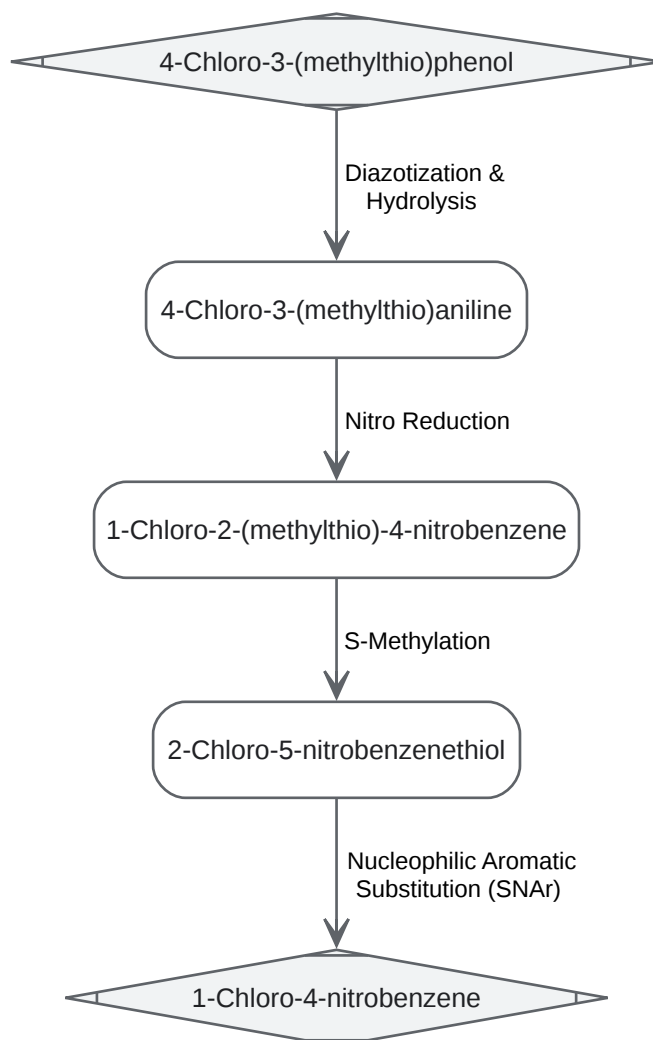 4-Chloro-3-(methylthio)phenol
Diazotization &
Hydrolysis
4-Chloro-3-(methylthio)aniline
Nitro Reduction
1-Chloro-2-(methylthio)-4-nitrobenzene
S-Methylation
2-Chloro-5-nitrobenzenethiol
Nucleophilic Aromatic
Substitution (SNAr)
1-Chloro-4-nitrobenzene